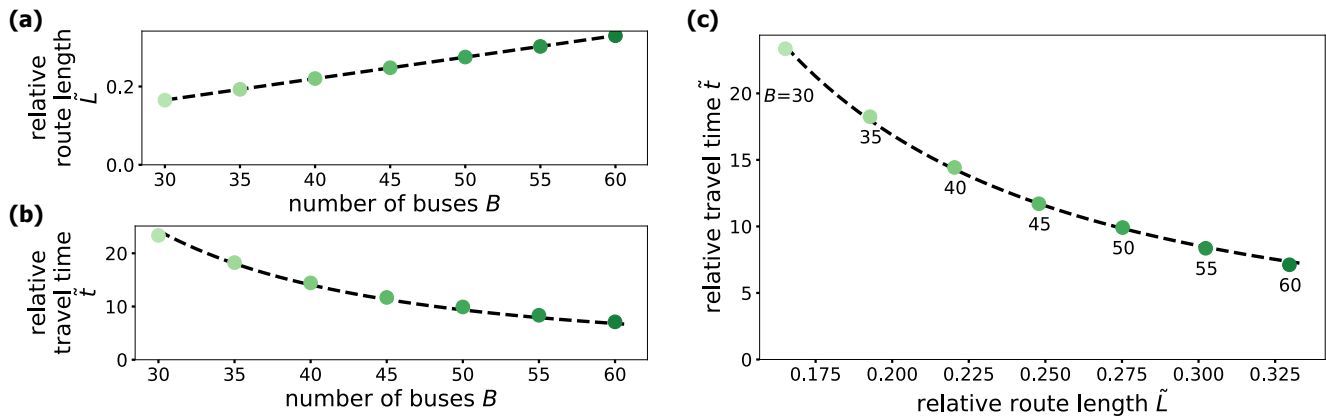 (a)
relative
route length
L̃
0.2
0.0
30 35 40 45 50 55 60
number of buses B
(b)
relative
travel time
t̃
20
10
0
30 35 40 45 50 55 60
number of buses B
(c)
relative travel time t̃
20
15
10
5
0
B=30
35
40
45
50
55
60
0.175 0.200 0.225 0.250 0.275 0.300 0.325
relative route length L̃